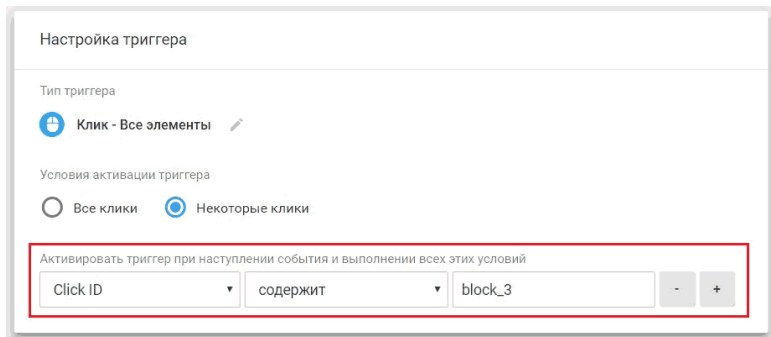 Настройка триггера
Тип триггера
Клик - Все элементы
Условия активации триггера
Все клики Некоторые клики
Активировать триггер при наступлении события и выполнении всех этих условий
Click ID содержит block_3 - +